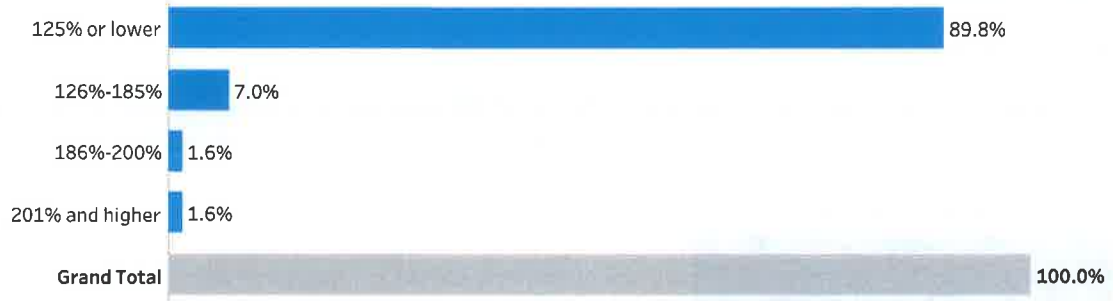 125% or lower 89.8%
126%-185% 7.0%
186%-200% 1.6%
201% and higher 1.6%
Grand Total 100.0%